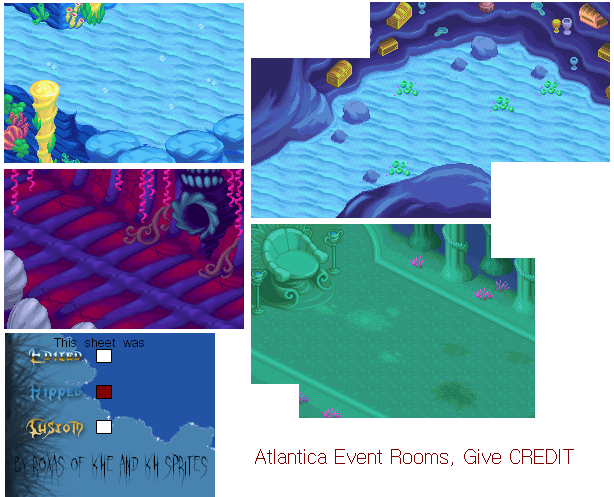 This sheet was
Edited
Ripped
Custom
BY ROXAS OF KHE AND KH SPRITES
Atlantica Event Rooms, Give CREDIT